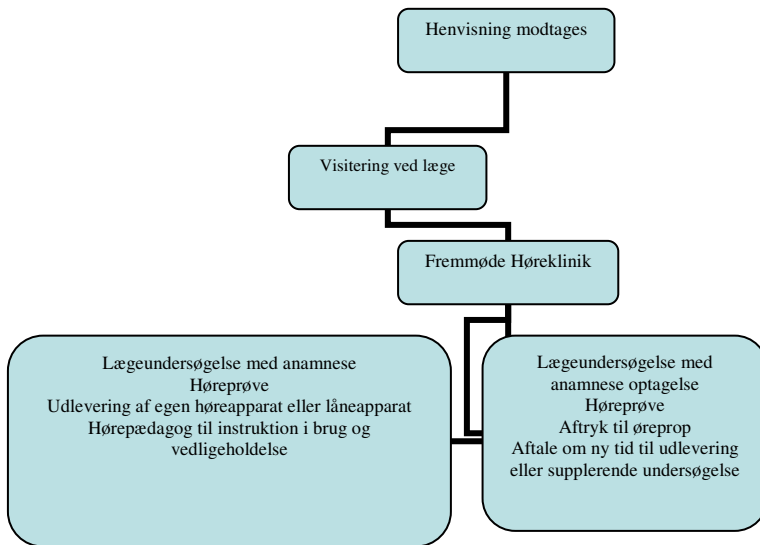 Henvisning modtages
Visitering ved læge
Fremmøde Høreklinik
Lægeundersøgelse med anamnese
Høreprøve
Udlevering af egen høreapparat eller låneapparat
Hørepædagog til instruktion i brug og
vedligeholdelse
Lægeundersøgelse med
anamnese optagelse
Høreprøve
Aftryk til øreprop
Aftale om ny tid til udlevering
eller supplerende undersøgelse